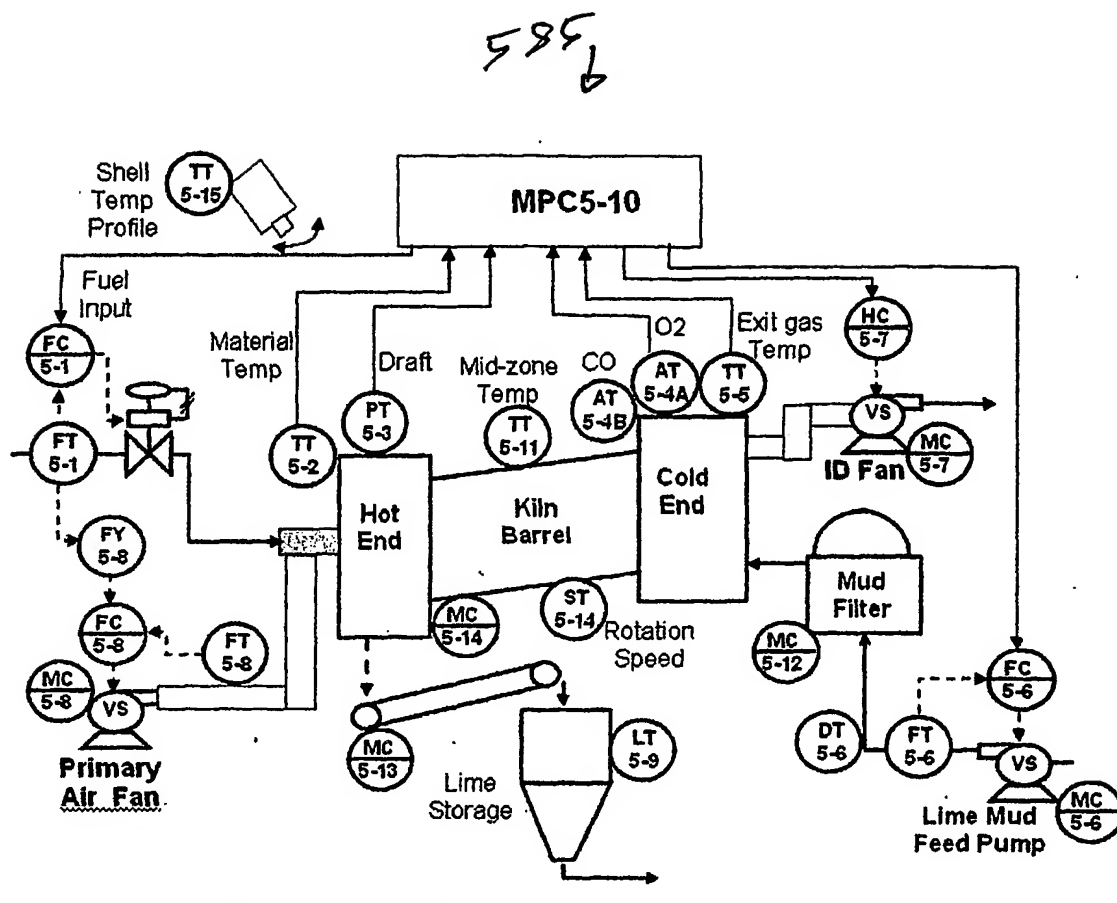 585
Shell
Temp
Profile
TT
5-15
MPC5-10
Fuel
Input
FC
5-1
FT
5-1
FY
5-8
FC
5-8
FT
5-8
MC
5-8
VS
Primary
Air Fan
Material
Temp
TT
5-2
Draft
PT
5-3
Hot
End
MC
5-14
Mid-zone
Temp
TT
5-11
Kiln
Barrel
ST
5-14
Rotation
Speed
CO
AT
5-4B
O2
AT
5-4A
Exit gas
Temp
TT
5-5
Cold
End
HC
5-7
VS
MC
5-7
ID Fan
Mud
Filter
MC
5-12
DT
5-6
FT
5-6
FC
5-6
VS
MC
5-6
Lime Mud
Feed Pump
MC
5-13
Lime
Storage
LT
5-9